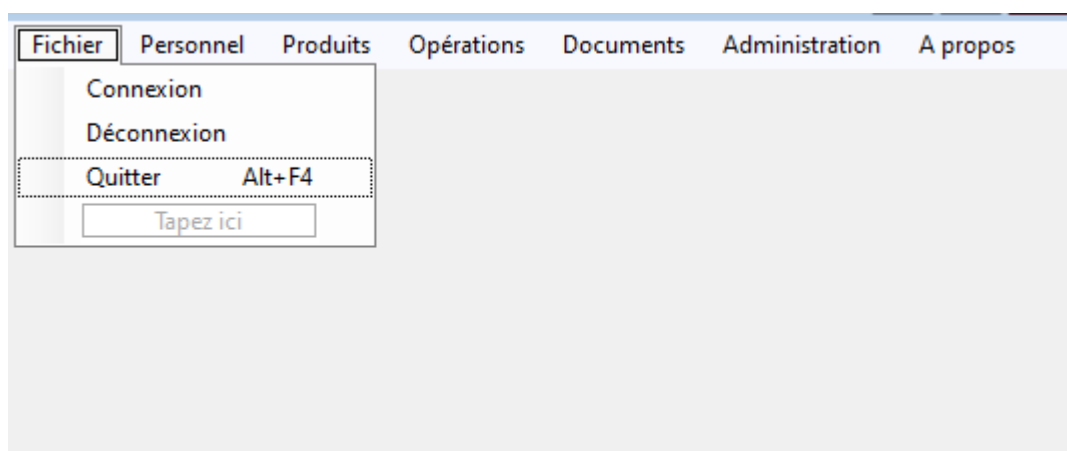 Fichier Personnel Produits Opérations Documents Administration A propos
Connexion
Déconnexion
Quitter Alt+F4
Tapez ici